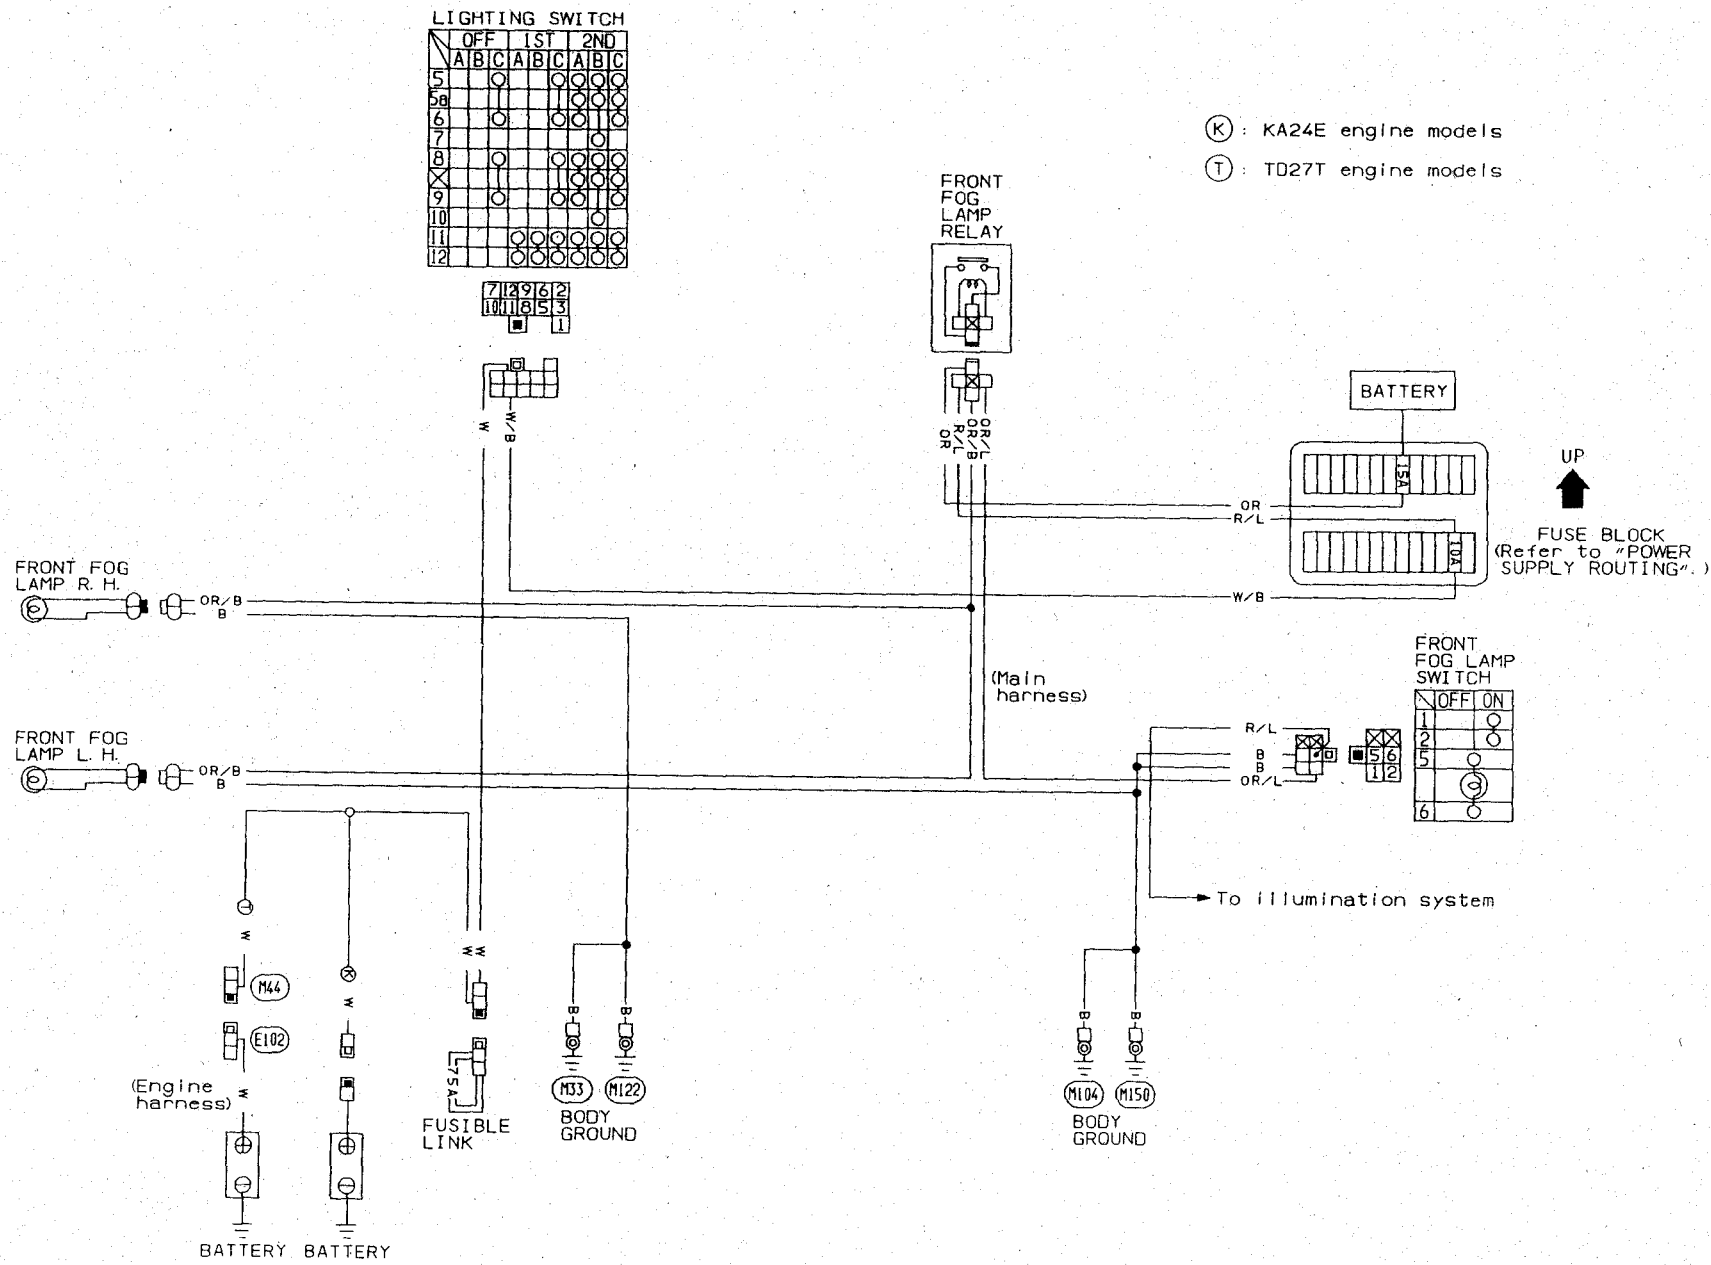 LIGHTING SWITCH
OFF 1ST 2ND
A B C A B C A B C
5
5a
6
7
8
9
10
11
12
7 12 9 6 2
10 11 8 5 3
1
W
W/B
K : KA24E engine models
T : TD27T engine models
FRONT
FOG
LAMP
RELAY
OR
R/L
OR/B
OR/L
BATTERY
15A
10A
UP
FUSE BLOCK
(Refer to "POWER
SUPPLY ROUTING".)
OR
R/L
W/B
FRONT FOG
LAMP R. H.
OR/B
B
(Main
harness)
FRONT
FOG LAMP
SWITCH
OFF ON
1
2
5
6
5 6
1 2
R/L
B
B
OR/L
FRONT FOG
LAMP L. H.
OR/B
B
To illumination system
T
W
K
W
W W
M44
E102
(Engine
harness)
W
75A
FUSIBLE
LINK
B B
M33 M122
BODY
GROUND
B B
M104 M150
BODY
GROUND
BATTERY BATTERY